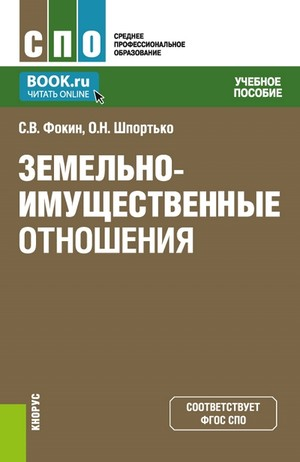 СПО
СРЕДНЕЕ
ПРОФЕССИОНАЛЬНОЕ
ОБРАЗОВАНИЕ
BOOK.ru
ЧИТАТЬ ONLINE
УЧЕБНОЕ
ПОСОБИЕ
С.В. Фокин, О.Н. Шпортько
ЗЕМЕЛЬНО-
ИМУЩЕСТВЕННЫЕ
ОТНОШЕНИЯ
СООТВЕТСТВУЕТ
ФГОС СПО
КНОРУС